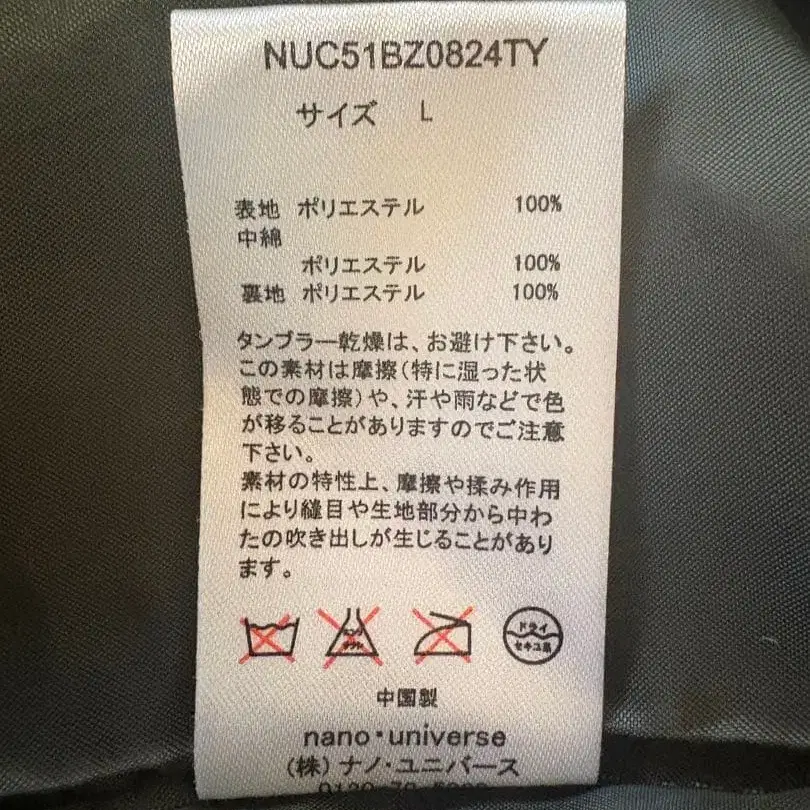 NUC51BZ0824TY
サイズ L
表地 ポリエステル 100%
中綿
ポリエステル 100%
裏地 ポリエステル 100%
タンブラー乾燥は、お避け下さい。
この素材は摩擦(特に湿った状
態での摩擦)や、汗や雨などで色
が移ることがありますのでご注意
下さい。
素材の特性上、摩擦や揉み作用
により縫目や生地部分から中わ
たの吹き出しが生じることがあり
ます。
ドライ
セキユ系
中国製
nano・universe
(株)ナノ・ユニバース